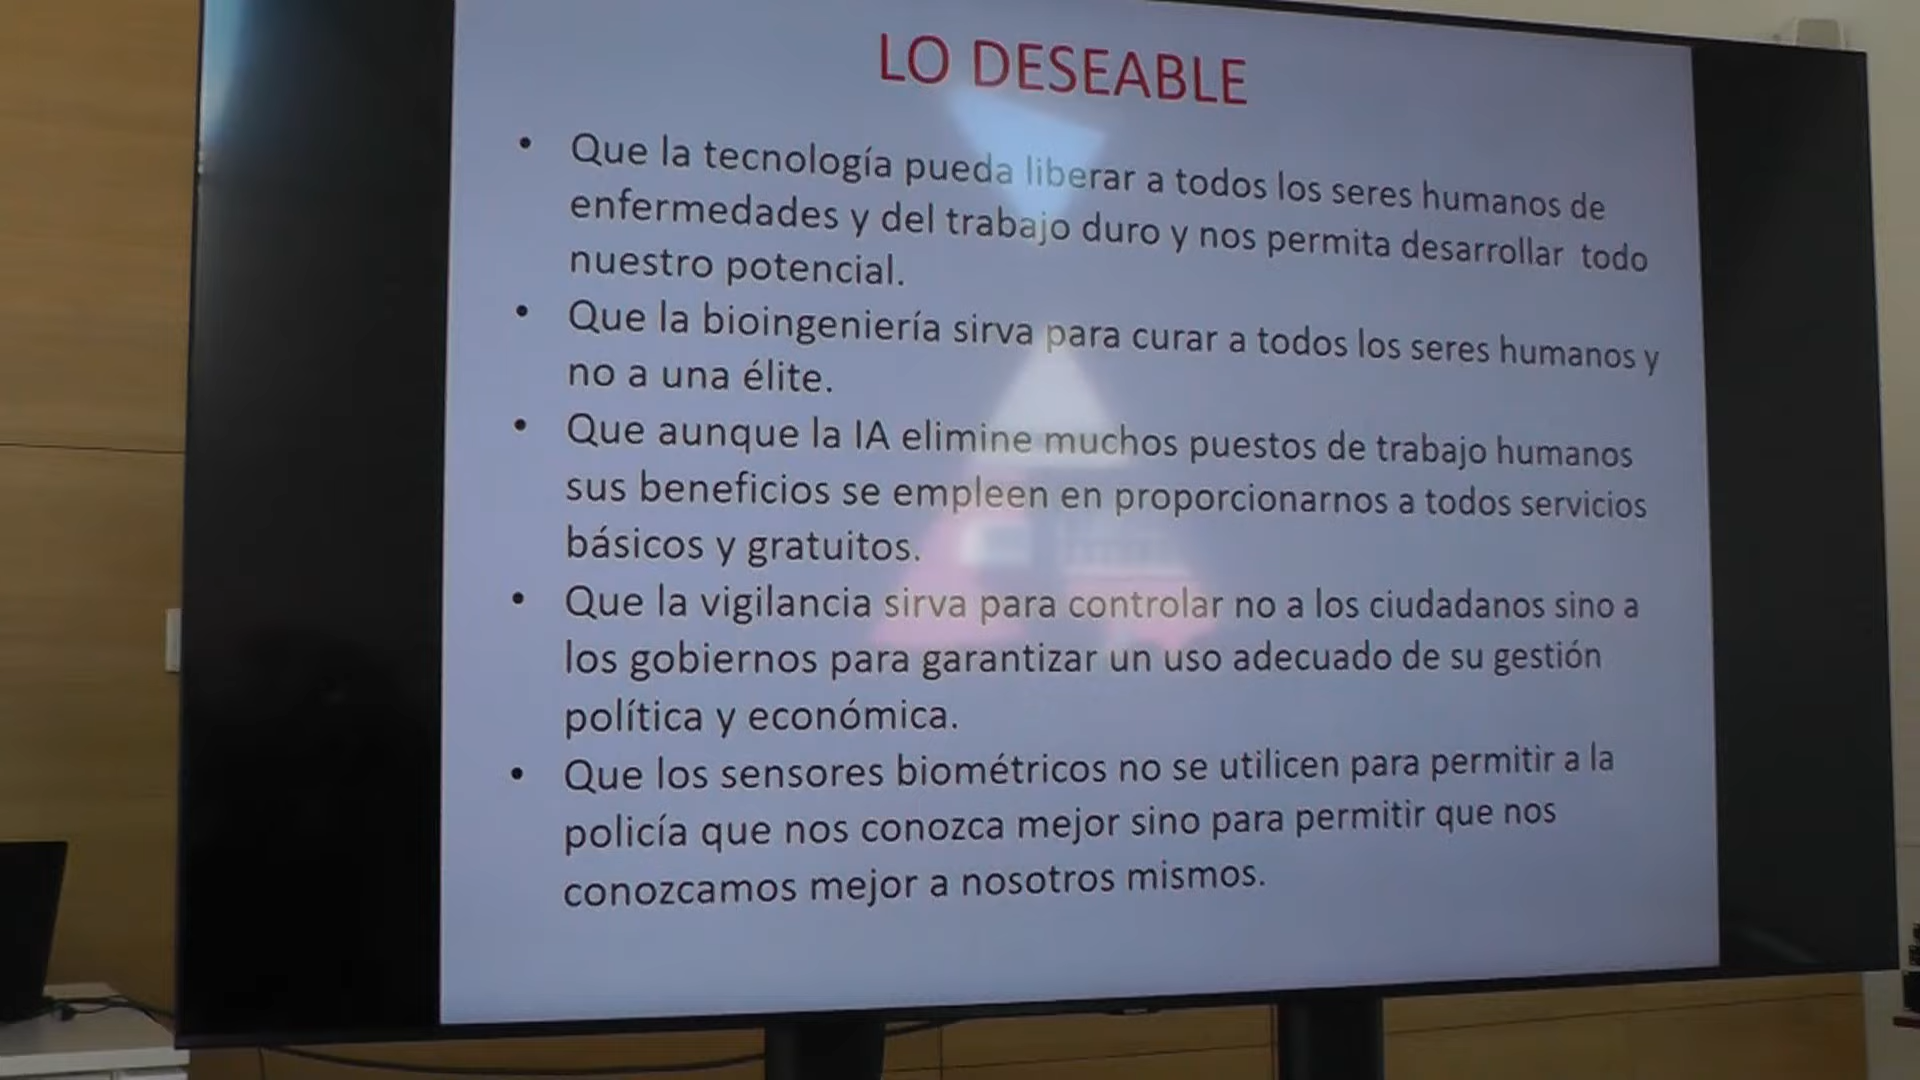 LO DESEABLE
• Que la tecnología pueda liberar a todos los seres humanos de
enfermedades y del trabajo duro y nos permita desarrollar todo
nuestro potencial.
• Que la bioingeniería sirva para curar a todos los seres humanos y
no a una élite.
• Que aunque la IA elimine muchos puestos de trabajo humanos
sus beneficios se empleen en proporcionarnos a todos servicios
básicos y gratuitos.
• Que la vigilancia sirva para controlar no a los ciudadanos sino a
los gobiernos para garantizar un uso adecuado de su gestión
política y económica.
• Que los sensores biométricos no se utilicen para permitir a la
policía que nos conozca mejor sino para permitir que nos
conozcamos mejor a nosotros mismos.